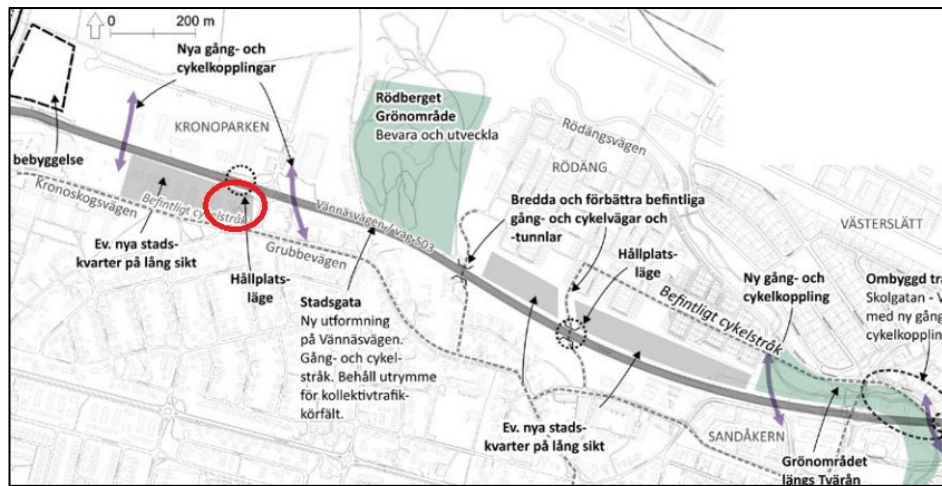 0
200 m
Nya gång- och
cykelkopplingar
KRONOPARKEN
bebyggelse
Kronoskogsvägen
Befintligt cykelstråk
Ev. nya stads-
kvarter på lång sikt
Hållplats-
läge
Grubbevägen
Rödberget
Grönområde
Bevara och utveckla
Vännäsvägen / väg 503
Stadsgata
Ny utformning
på Vännäsvägen.
Gång- och cykel-
stråk. Behåll utrymme
för kollektivtrafik-
körfält.
Rödängsvägen
RÖDÄNG
Bredda och förbättra befintliga
gång- och cykelvägar och
-tunnlar
Hållplats-
läge
Befintligt cykelstråk
Ev. nya stads-
kvarter på lång sikt
VÄSTERSLÄTT
Ny gång- och
cykelkoppling
Ombyggd tra
Skolgatan - V
med ny gång
cykelkopplin
SANDÅKERN
Grönområdet
längs Tvärån